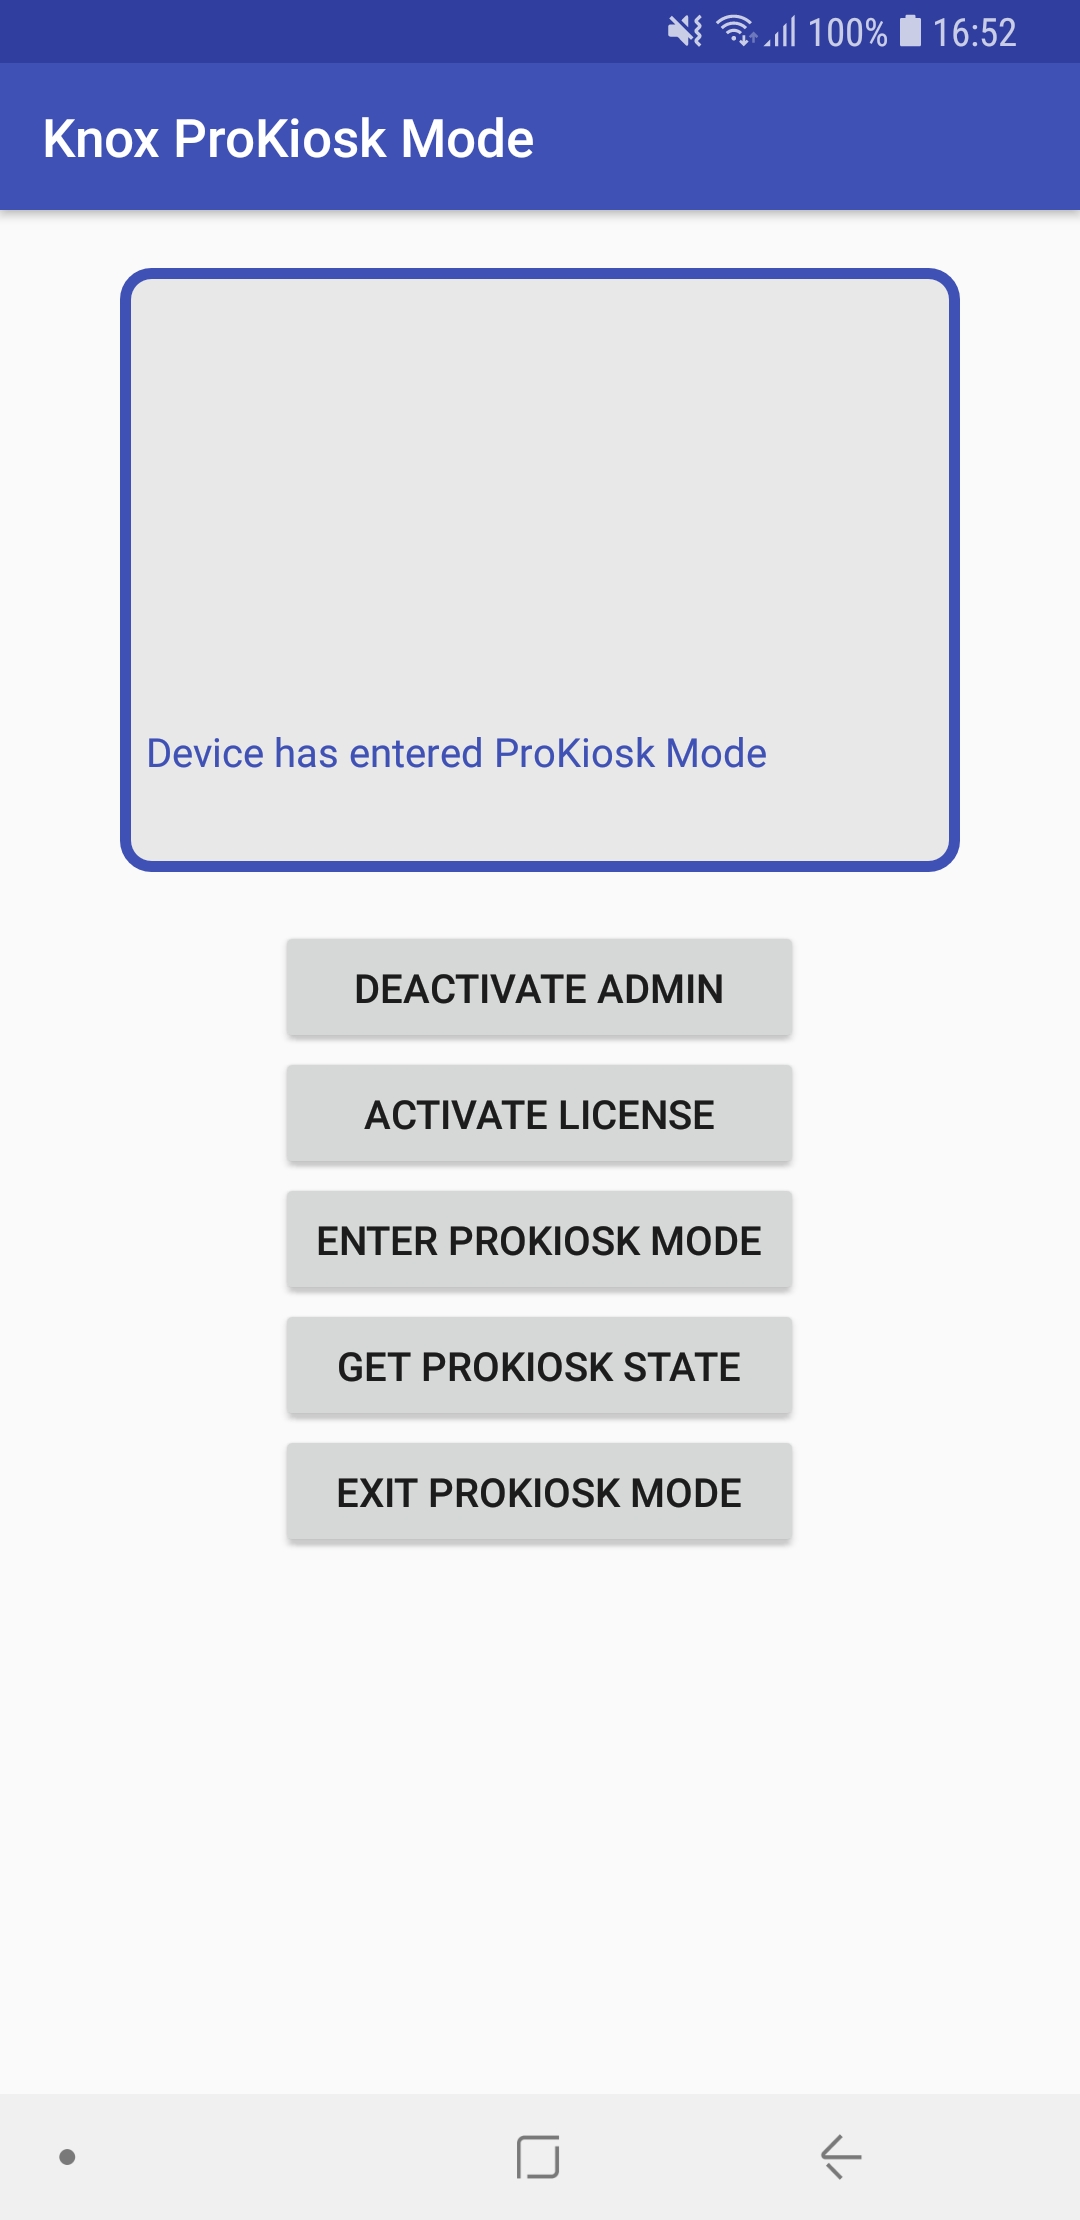 100% 16:52
Knox ProKiosk Mode
Device has entered ProKiosk Mode
DEACTIVATE ADMIN
ACTIVATE LICENSE
ENTER PROKIOSK MODE
GET PROKIOSK STATE
EXIT PROKIOSK MODE